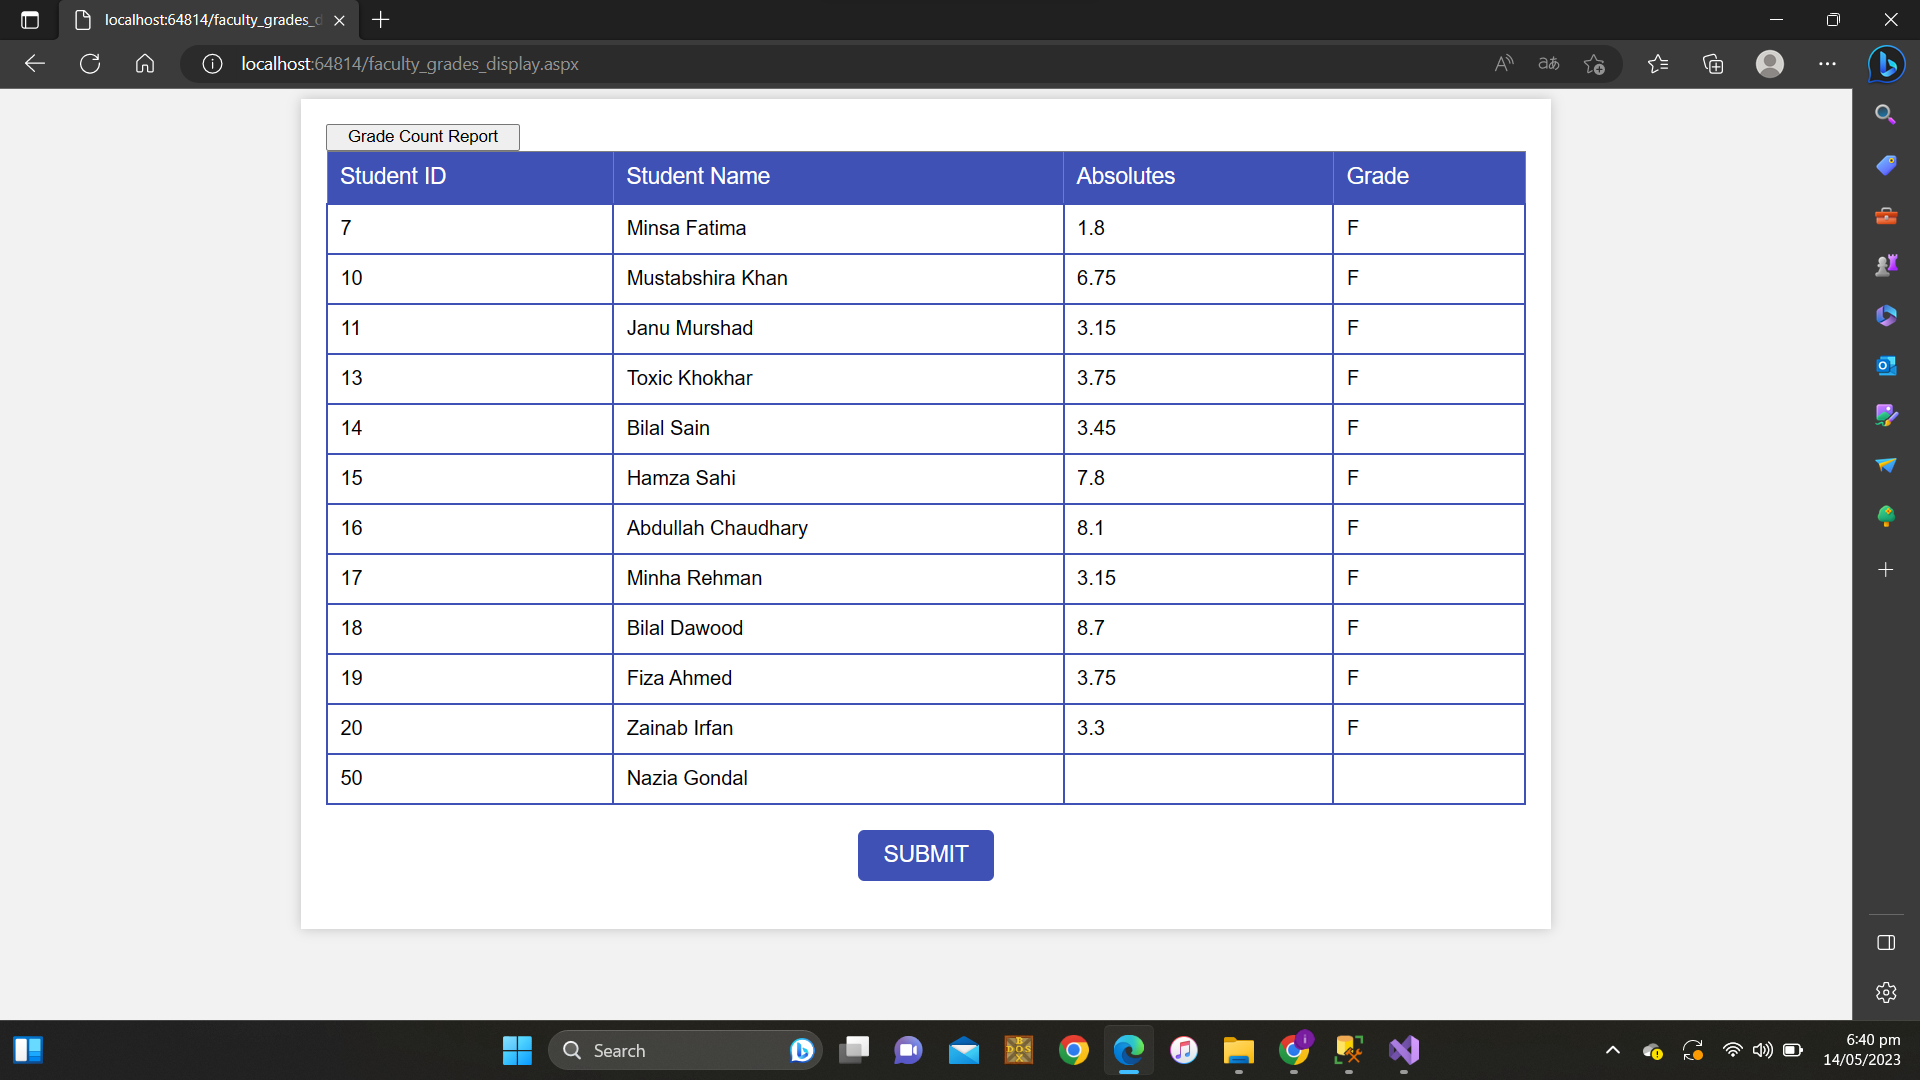 localhost:64814/faculty_grades_d
localhost:64814/faculty_grades_display.aspx
Grade Count Report
Student ID Student Name Absolutes Grade
7 Minsa Fatima 1.8 F
10 Mustabshira Khan 6.75 F
11 Janu Murshad 3.15 F
13 Toxic Khokhar 3.75 F
14 Bilal Sain 3.45 F
15 Hamza Sahi 7.8 F
16 Abdullah Chaudhary 8.1 F
17 Minha Rehman 3.15 F
18 Bilal Dawood 8.7 F
19 Fiza Ahmed 3.75 F
20 Zainab Irfan 3.3 F
50 Nazia Gondal
SUBMIT
Search
6:40 pm
14/05/2023